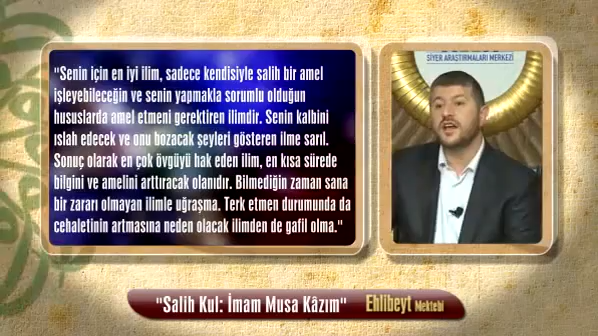 "Senin için en iyi ilim, sadece kendisiyle salih bir amel
işleyebileceğin ve senin yapmakla sorumlu olduğun
hususlarda amel etmeni gerektiren ilimdir. Senin kalbini
ıslah edecek ve onu bozacak şeyleri gösteren ilme sarıl.
Sonuç olarak en çok övgüyü hak eden ilim, en kısa sürede
bilgini ve amelini arttıracak olanıdır. Bilmediğin zaman sana
bir zararı olmayan ilimle uğraşma. Terk etmen durumunda da
cehaletinin artmasına neden olacak ilimden de gafil olma."
SİYER ARAŞTIRMALARI MERKEZİ
"Salih Kul: İmam Musa Kâzım" Ehlibeyt Mektebi